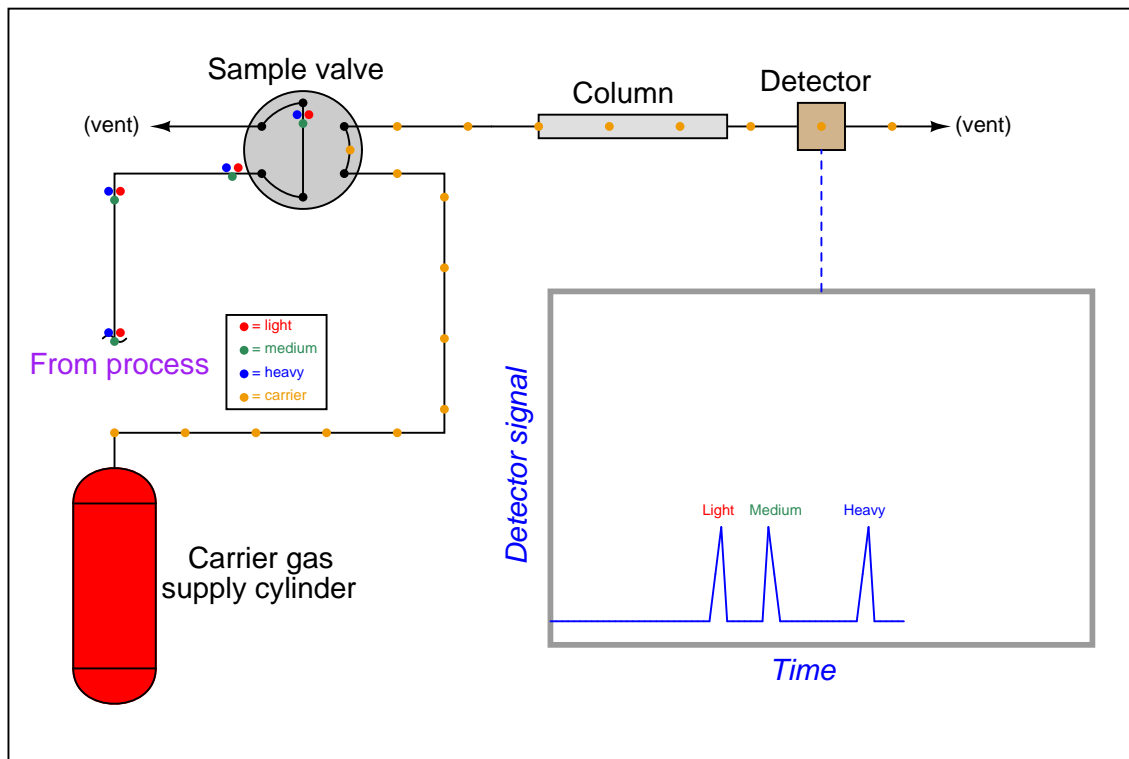 Sample valve
Column
Detector
(vent)
(vent)
= light
= medium
= heavy
= carrier
From process
Detector signal
Light
Medium
Heavy
Carrier gas
supply cylinder
Time